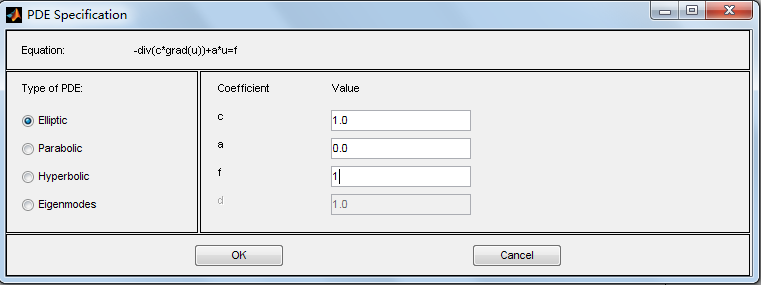 PDE Specification
Equation: -div(c*grad(u))+a*u=f
Type of PDE:
Elliptic
Parabolic
Hyperbolic
Eigenmodes
Coefficient Value
c 1.0
a 0.0
f 1
d 1.0
OK Cancel